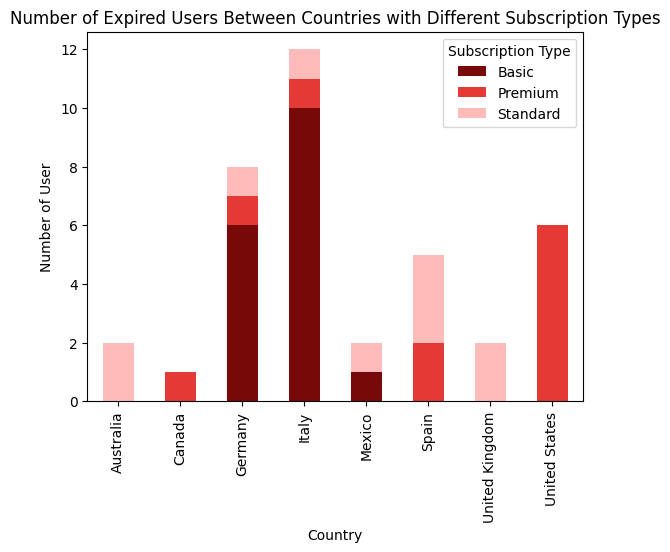 Number of Expired Users Between Countries with Different Subscription Types
Subscription Type
Basic
Premium
Standard
Number of User
12
10
8
6
4
2
0
Australia
Canada
Germany
Italy
Mexico
Spain
United Kingdom
United States
Country